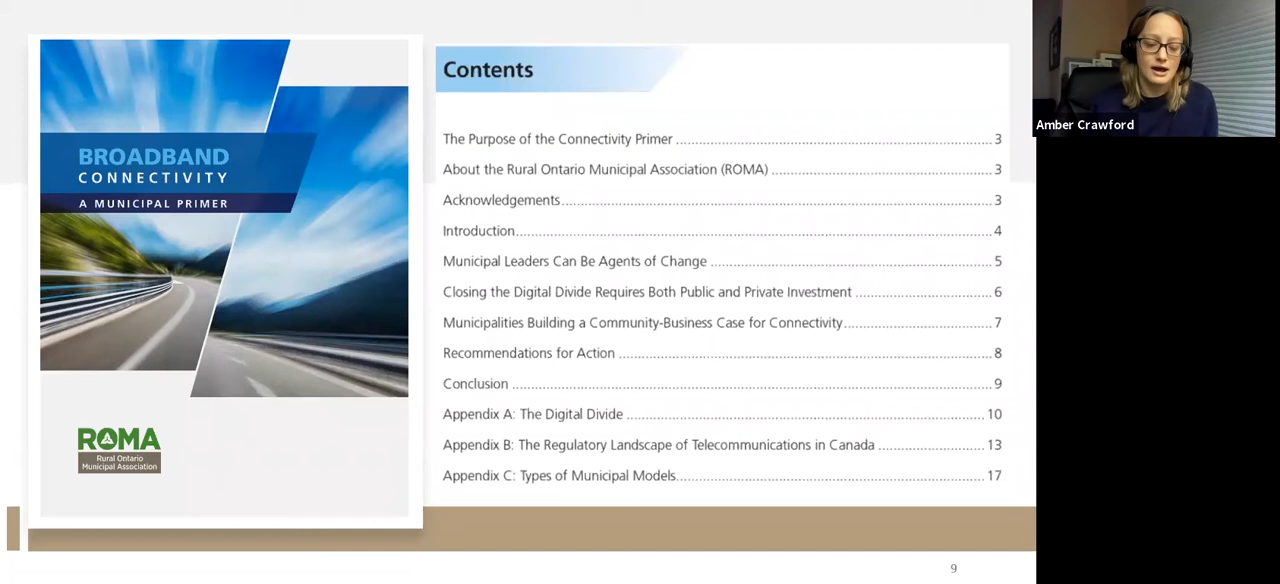 BROADBAND
CONNECTIVITY
A MUNICIPAL PRIMER
ROMA
Rural Ontario
Municipal Association
Contents
The Purpose of the Connectivity Primer ........ 3
About the Rural Ontario Municipal Association (ROMA) ........ 3
Acknowledgements ........ 3
Introduction ........ 4
Municipal Leaders Can Be Agents of Change ........ 5
Closing the Digital Divide Requires Both Public and Private Investment ........ 6
Municipalities Building a Community-Business Case for Connectivity ........ 7
Recommendations for Action ........ 8
Conclusion ........ 9
Appendix A: The Digital Divide ........ 10
Appendix B: The Regulatory Landscape of Telecommunications in Canada ........ 13
Appendix C: Types of Municipal Models ........ 17
9
Amber Crawford